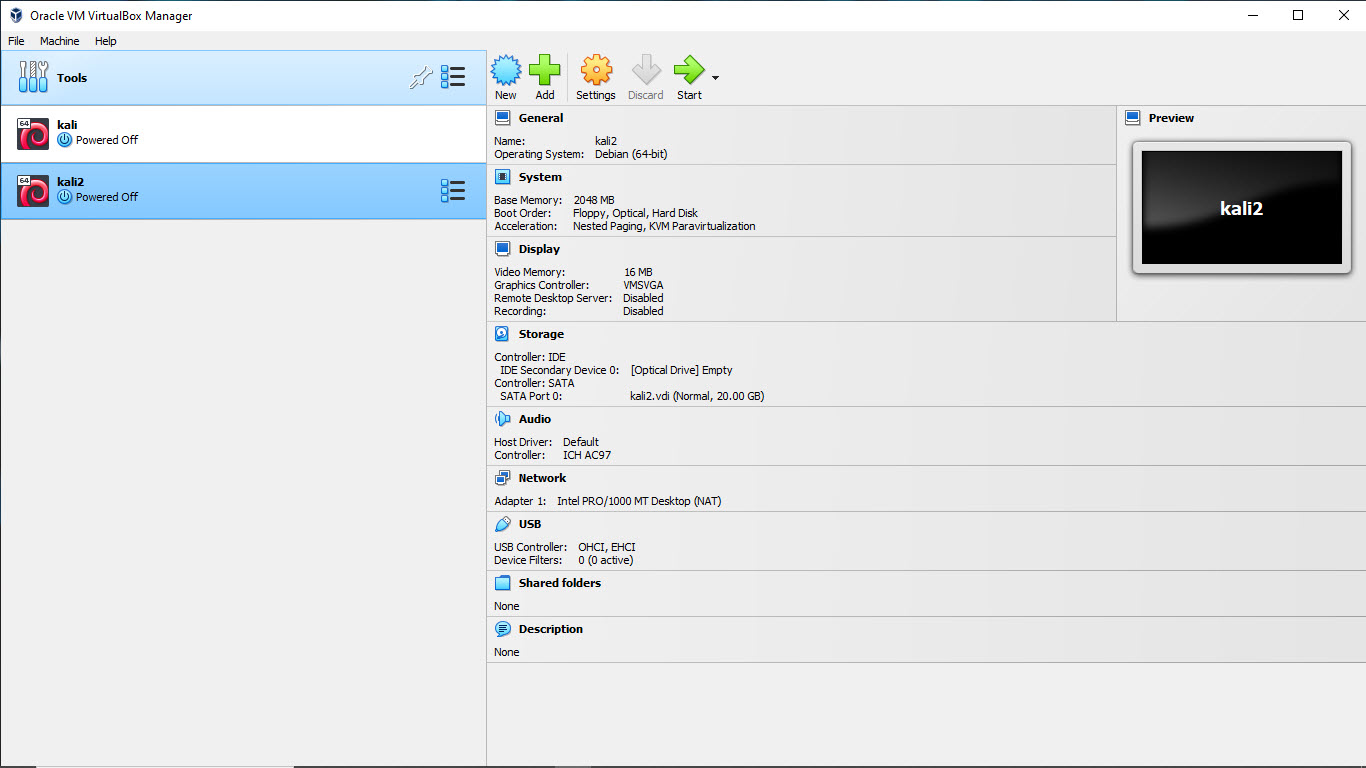 Oracle VM VirtualBox Manager
File Machine Help
Tools
New Add Settings Discard Start
64
kali
Powered Off
64
kali2
Powered Off
General
Name: kali2
Operating System: Debian (64-bit)
System
Base Memory: 2048 MB
Boot Order: Floppy, Optical, Hard Disk
Acceleration: Nested Paging, KVM Paravirtualization
Display
Video Memory: 16 MB
Graphics Controller: VMSVGA
Remote Desktop Server: Disabled
Recording: Disabled
Preview
kali2
Storage
Controller: IDE
IDE Secondary Device 0: [Optical Drive] Empty
Controller: SATA
SATA Port 0: kali2.vdi (Normal, 20.00 GB)
Audio
Host Driver: Default
Controller: ICH AC97
Network
Adapter 1: Intel PRO/1000 MT Desktop (NAT)
USB
USB Controller: OHCI, EHCI
Device Filters: 0 (0 active)
Shared folders
None
Description
None